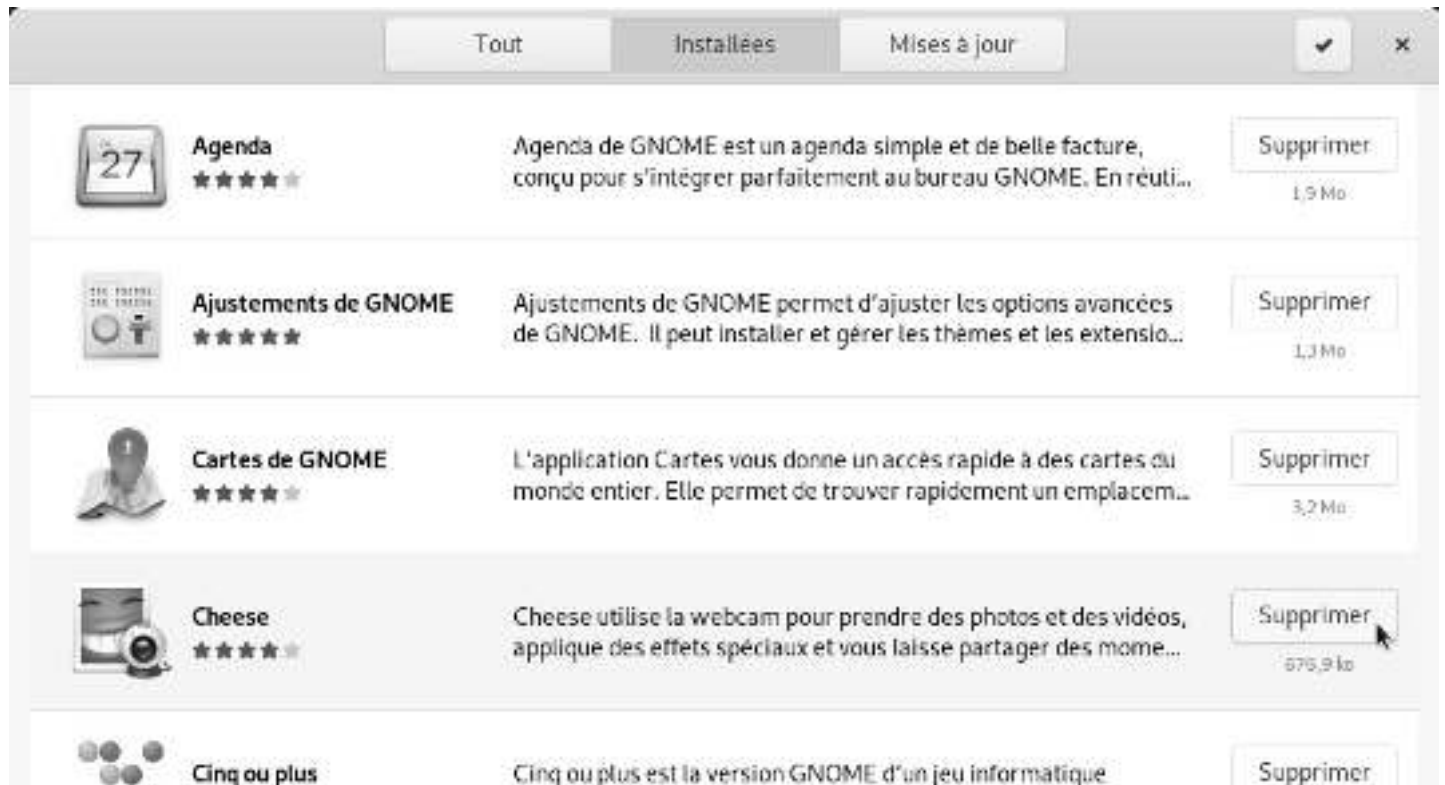 Tout Installées Mises à jour
27
Agenda
Agenda de GNOME est un agenda simple et de belle facture,
conçu pour s'intégrer parfaitement au bureau GNOME. En réuti...
Supprimer
1,9 Mo
Ajustements de GNOME
Ajustements de GNOME permet d'ajuster les options avancées
de GNOME. Il peut installer et gérer les thèmes et les extensio...
Supprimer
Cartes de GNOME
L'application Cartes vous donne un accès rapide à des cartes du
monde entier. Elle permet de trouver rapidement un emplacem...
Supprimer
3,2 Mo
Cheese
Cheese utilise la webcam pour prendre des photos et des vidéos,
applique des effets spéciaux et vous laisse partager des mome...
Supprimer
676,9 ko
Cinq ou plus
Cinq ou plus est la version GNOME d'un jeu informatique
Supprimer